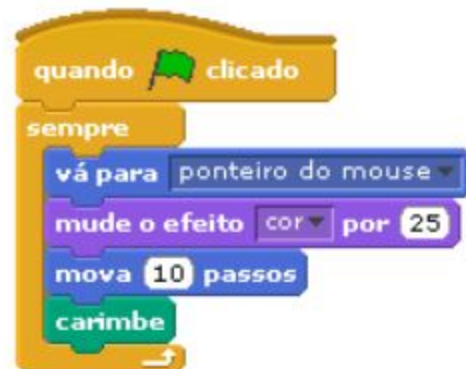 quando clicado
sempre
vá para ponteiro do mouse
mude o efeito cor por 25
mova 10 passos
carimbe